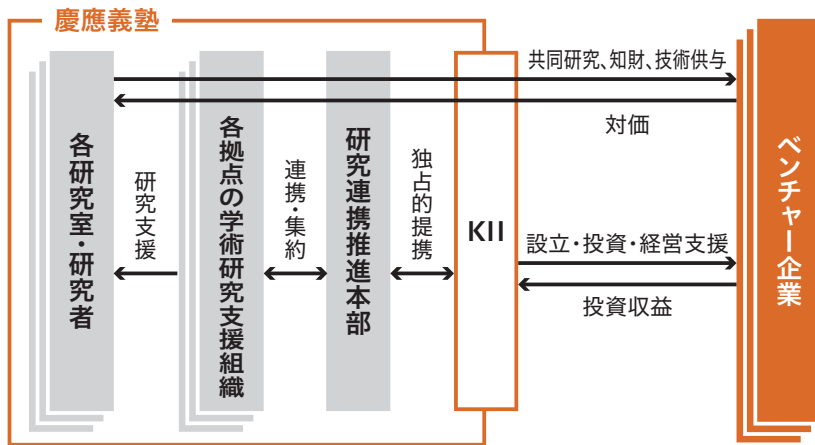 慶應義塾
各研究室・研究者
研究支援
各拠点の学術研究支援組織
連携・集約
研究連携推進本部
独占的提携
KII
共同研究、知財、技術供与
対価
設立・投資・経営支援
投資収益
ベンチャー企業